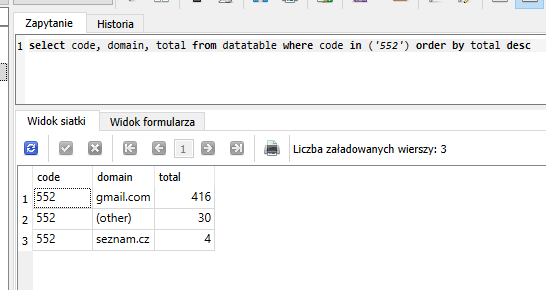 Zapytanie Historia
1 select code, domain, total from datatable where code in ('552') order by total desc
Widok siatki Widok formularza
1 Liczba załadowanych wierszy: 3
code domain total
1 552 gmail.com 416
2 552 (other) 30
3 552 seznam.cz 4